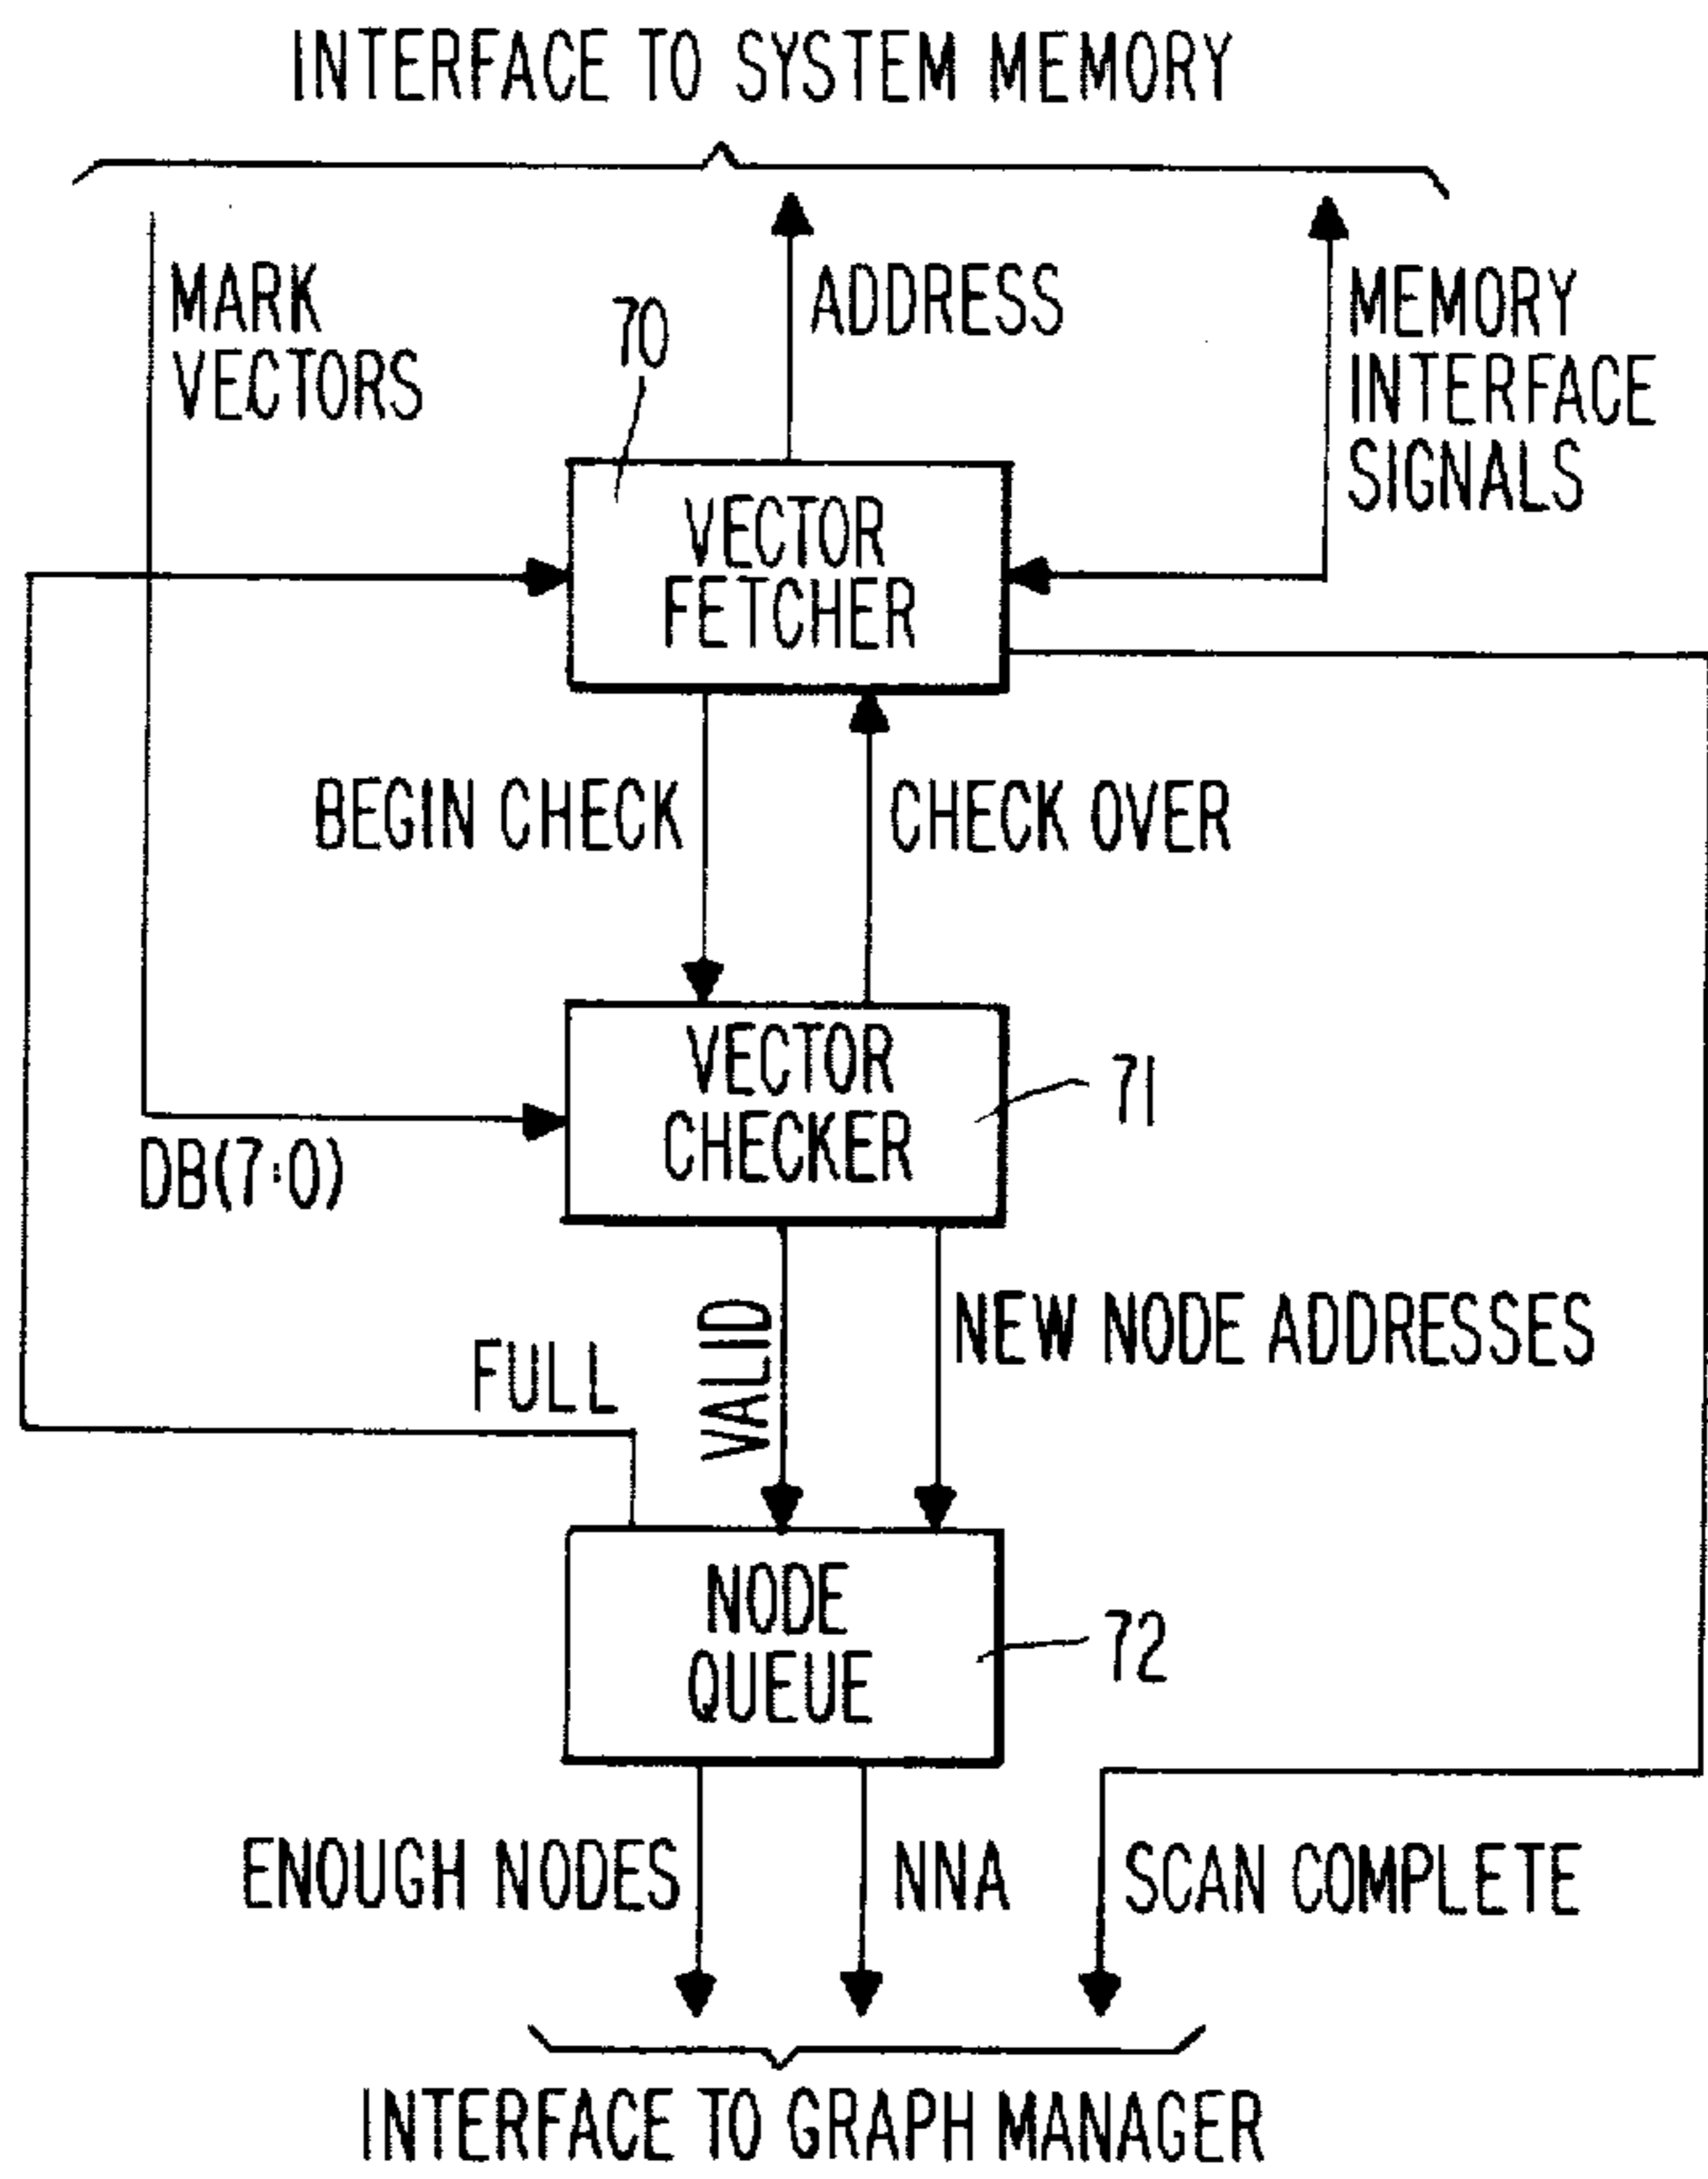 INTERFACE TO SYSTEM MEMORY
MARK
VECTORS
70
ADDRESS
MEMORY
INTERFACE
SIGNALS
VECTOR
FETCHER
BEGIN CHECK
CHECK OVER
VECTOR
CHECKER
71
DB(7:0)
VALID
NEW NODE ADDRESSES
FULL
NODE
QUEUE
72
ENOUGH NODES
NNA
SCAN COMPLETE
INTERFACE TO GRAPH MANAGER